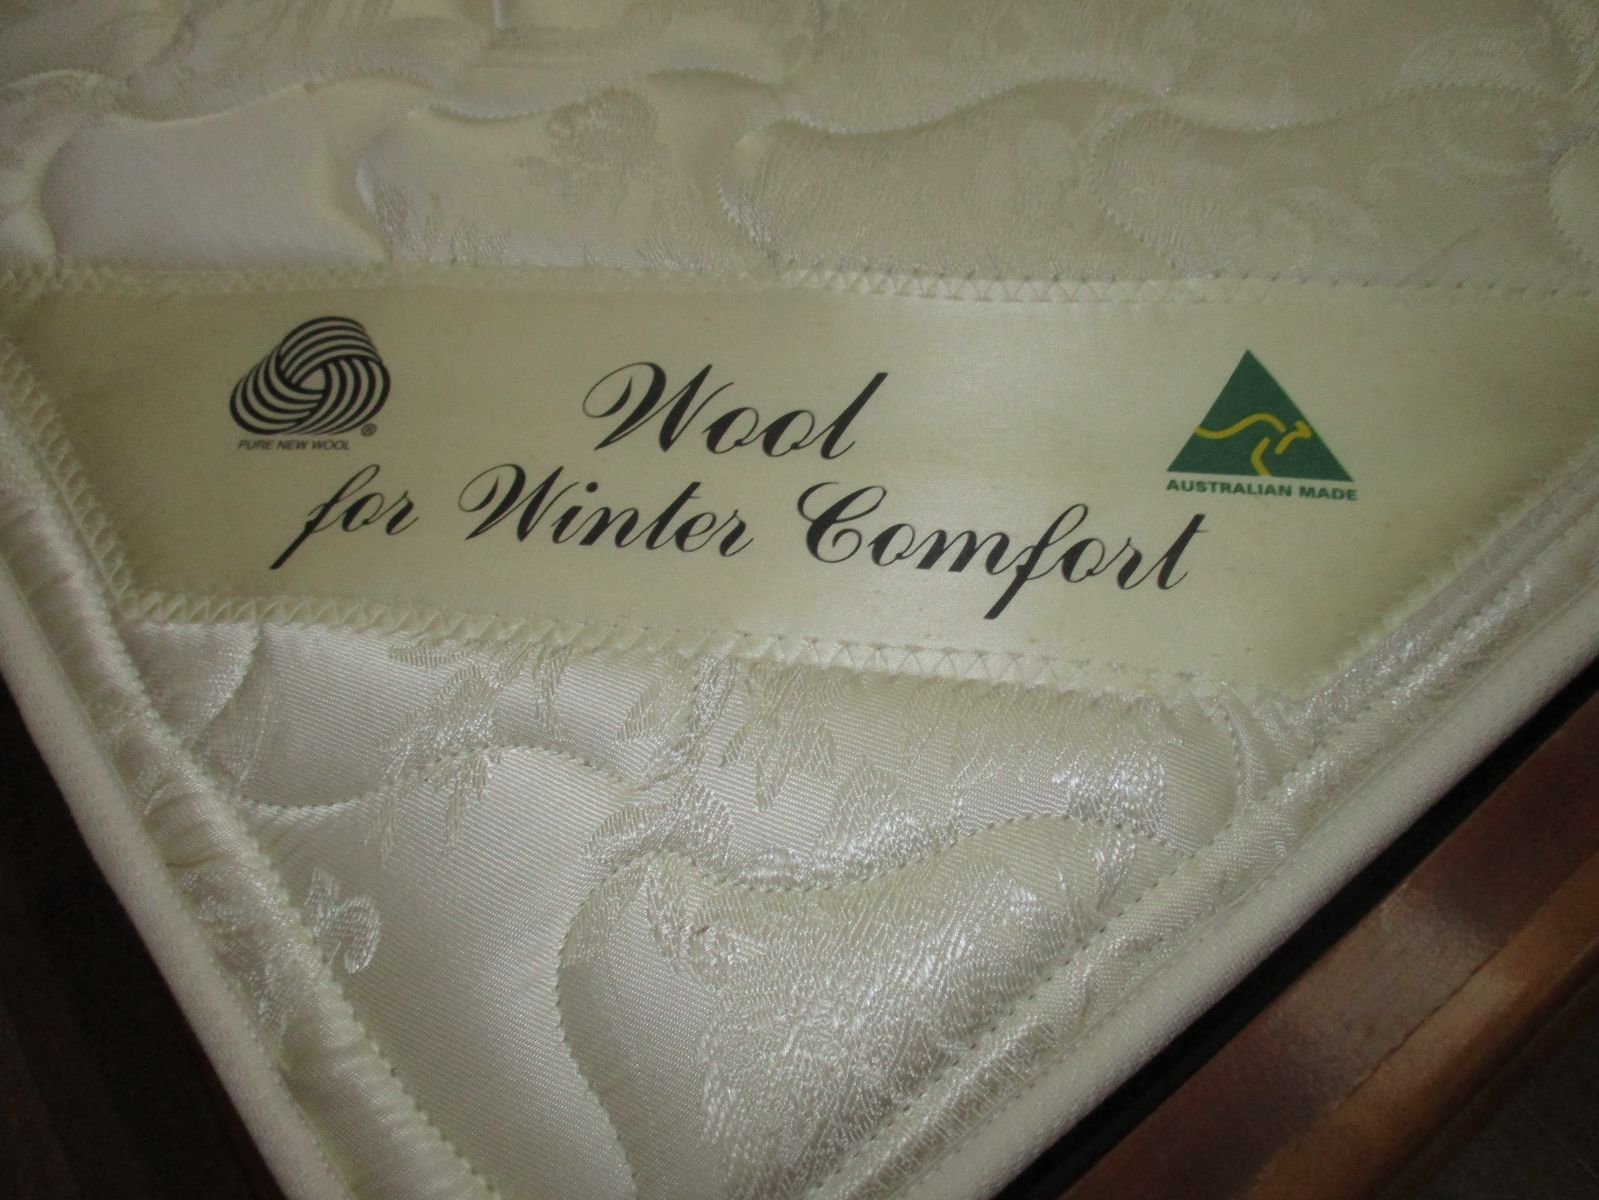 PURE NEW WOOL
Wool
for Winter Comfort
AUSTRALIAN MADE